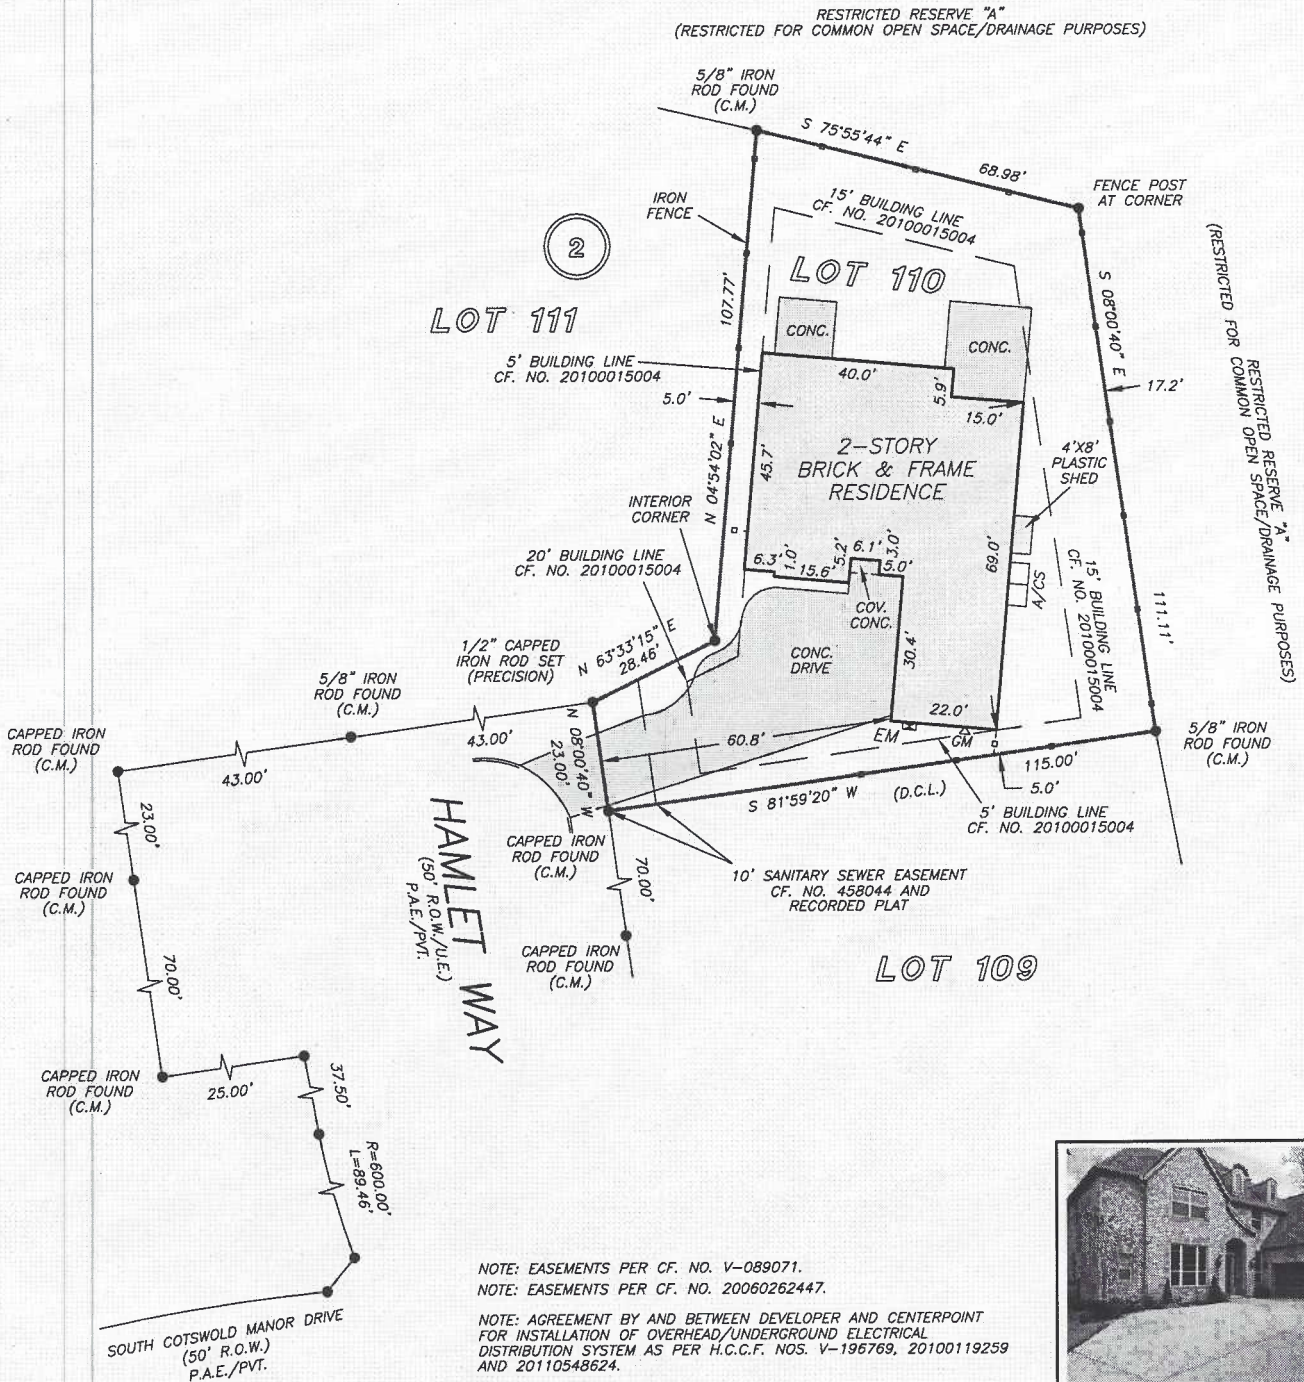 RESTRICTED RESERVE "A"
(RESTRICTED FOR COMMON OPEN SPACE/DRAINAGE PURPOSES)
5/8" IRON
ROD FOUND
(C.M.)
S 75°55'44" E
68.98'
FENCE POST
AT CORNER
IRON
FENCE
15' BUILDING LINE
CF. NO. 20100015004
2
LOT 110
LOT 111
107.77'
S 08°00'40" E
RESTRICTED RESERVE "A"
(RESTRICTED FOR
COMMON OPEN SPACE/DRAINAGE PURPOSES)
CONC.
CONC.
5' BUILDING LINE
CF. NO. 20100015004
40.0'
5.9'
17.2'
5.0'
15.0'
2-STORY
BRICK & FRAME
RESIDENCE
4'X8'
PLASTIC
SHED
45.7'
N 04°54'02" E
INTERIOR
CORNER
20' BUILDING LINE
CF. NO. 20100015004
6.3'
1.0'
15.6'
5.2'
6.1'
3.0'
5.0'
69.0'
A/CS
15' BUILDING LINE
CF. NO. 20100015004
111.11'
COV.
CONC.
CONC.
DRIVE
30.4'
1/2" CAPPED
IRON ROD SET
(PRECISION)
N 63°33'15" E
28.46'
5/8" IRON
ROD FOUND
(C.M.)
CAPPED IRON
ROD FOUND
(C.M.)
43.00'
43.00'
N 08°00'40" W
23.00'
60.8'
22.0'
EM
GM
5/8" IRON
ROD FOUND
(C.M.)
115.00'
S 81°59'20" W
(D.C.L.)
5.0'
5' BUILDING LINE
CF. NO. 20100015004
23.00'
CAPPED IRON
ROD FOUND
(C.M.)
CAPPED IRON
ROD FOUND
(C.M.)
70.00'
10' SANITARY SEWER EASEMENT
CF. NO. 458044 AND
RECORDED PLAT
HAMLET WAY
(50' R.O.W./U.E.)
P.A.E./PVT.
CAPPED IRON
ROD FOUND
(C.M.)
LOT 109
70.00'
CAPPED IRON
ROD FOUND
(C.M.)
25.00'
37.50'
R=600.00'
L=89.46'
SOUTH COTSWOLD MANOR DRIVE
(50' R.O.W.)
P.A.E./PVT.
NOTE: EASEMENTS PER CF. NO. V-089071.
NOTE: EASEMENTS PER CF. NO. 20060262447.
NOTE: AGREEMENT BY AND BETWEEN DEVELOPER AND CENTERPOINT
FOR INSTALLATION OF OVERHEAD/UNDERGROUND ELECTRICAL
DISTRIBUTION SYSTEM AS PER H.C.C.F. NOS. V-196769, 20100119259
AND 20110548624.